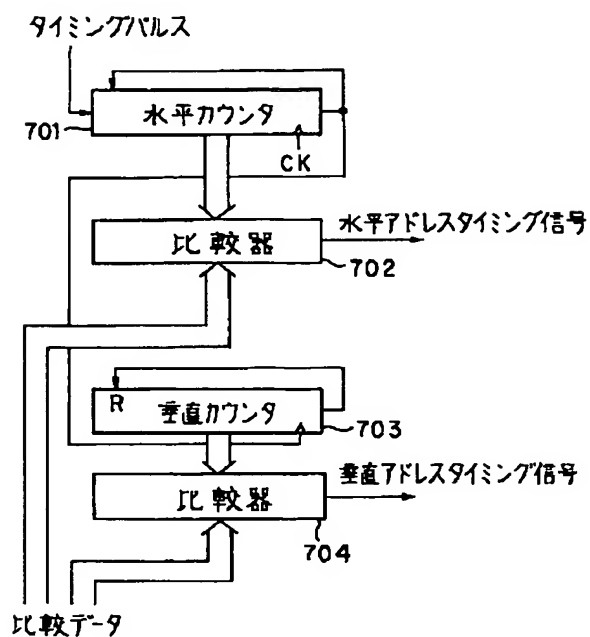 タイミングパルス
水平カウンタ
701
CK
水平アドレスタイミング信号
比較器
702
R
垂直カウンタ
703
垂直アドレスタイミング信号
比較器
704
比較データ